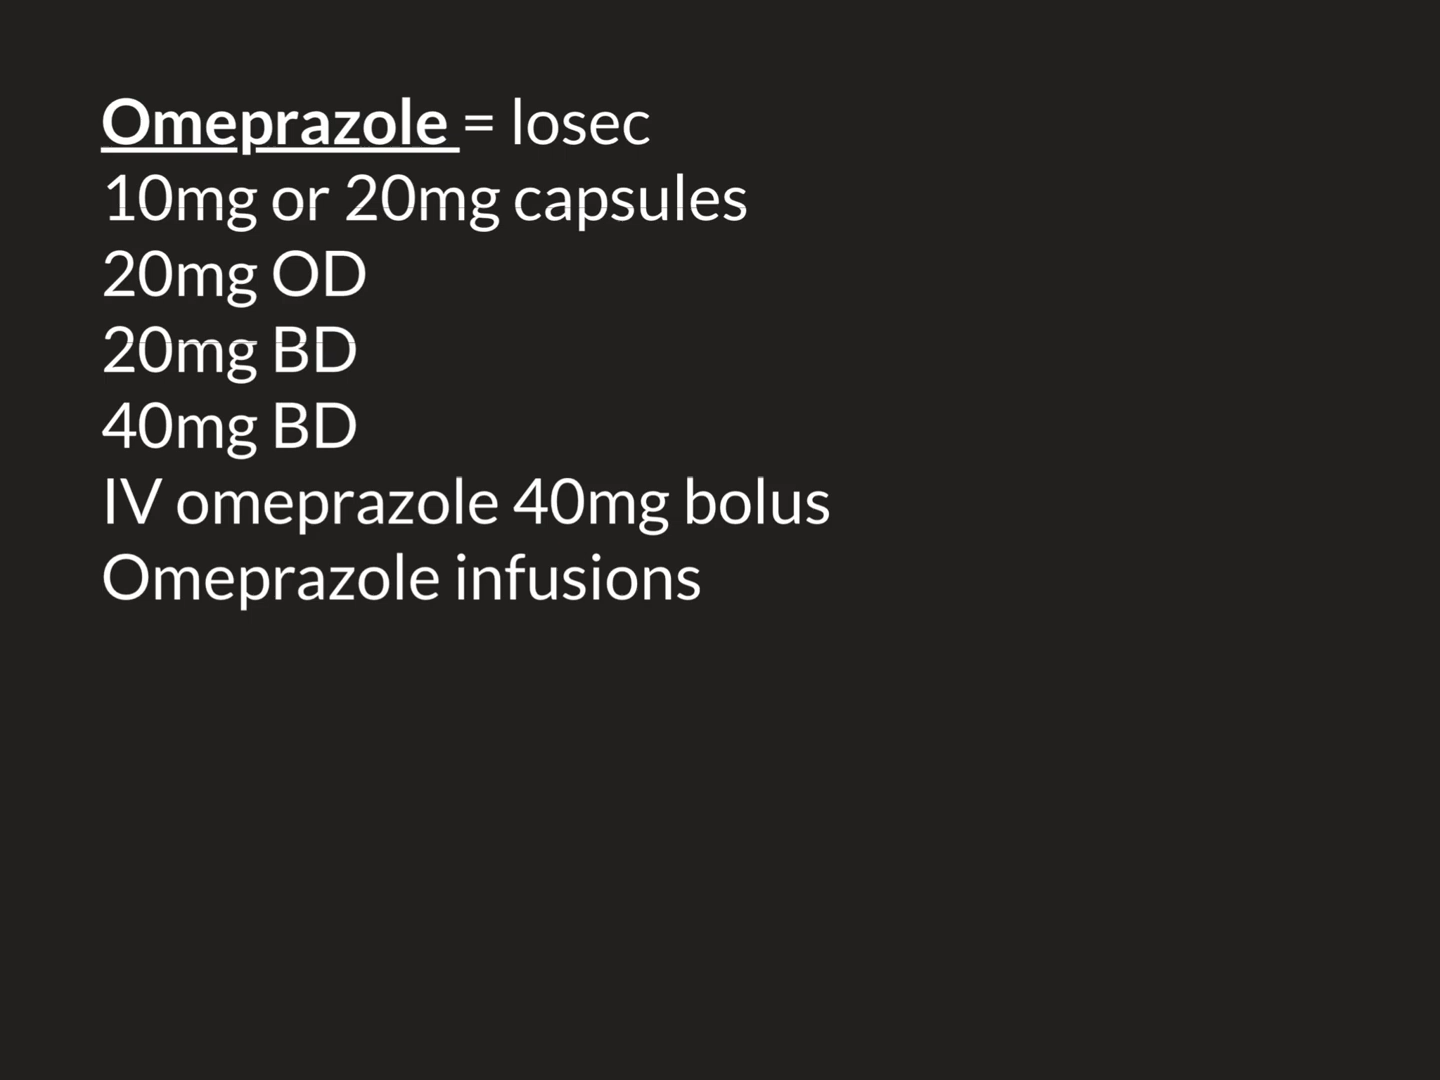 Omeprazole = losec
10mg or 20mg capsules
20mg OD
20mg BD
40mg BD
IV omeprazole 40mg bolus
Omeprazole infusions